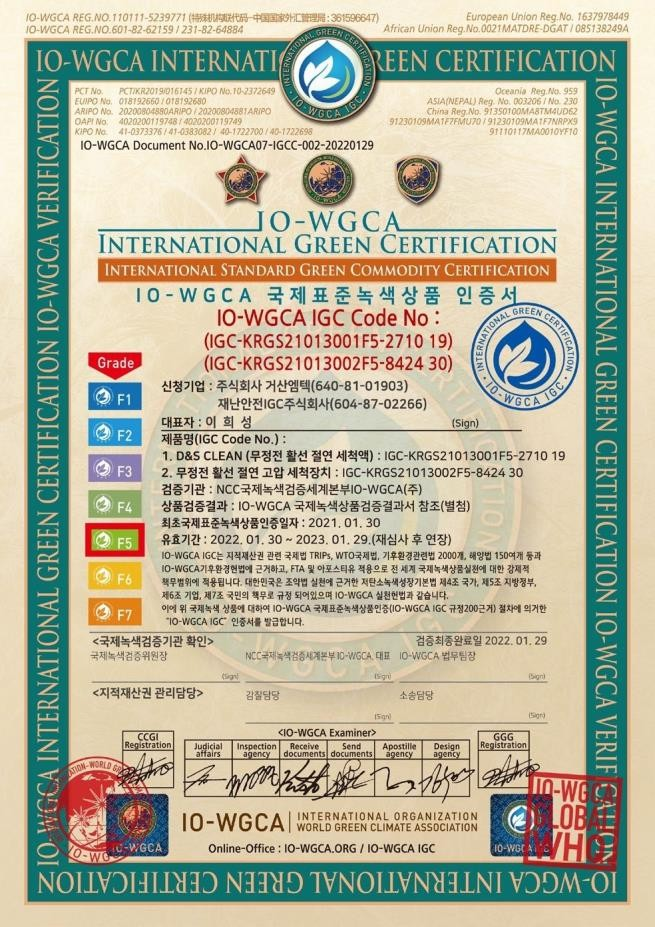 IO-WGCA REG.NO.110111-5239771 (特殊机构联代码-中国国家外汇管理局 : 361596647)
IO-WGCA REG.NO.601-82-62159 / 231-82-64884
European Union Reg.No. 1637978449
African Union Reg.No.0021MATDRE-DGAT / 085138249A
IO-WGCA INTERNATIONAL GREEN CERTIFICATION
INTERNATIONAL GREEN CERTIFICATION
· IO-WGCA IGC ·
PCT No. PCT/KR2019/016145 / KIPO No.10-2372649
EUIPO No. 018192660 / 018192680
ARIPO No. 20200804880ARIPO / 20200804881ARIPO
OAPI No. 4020200119748 / 4020200119749
KIPO No. 41-0373376 / 41-0383082 / 40-1722700 / 40-1722698
Oceania Reg.No. 959
ASIA(NEPAL) Reg. No. 003206 / No. 230
China Reg.No. 91350100MA8TM4UD62
91230109MA1F7FMU70 / 91230109MA1F7NRPX9
91110117MA0010YF10
IO-WGCA Document No.IO-WGCA07-IGCC-002-20220129
IO-WGCA
INTERNATIONAL GREEN CERTIFICATION
INTERNATIONAL STANDARD GREEN COMMODITY CERTIFICATION
IO-WGCA 국제표준녹색상품 인증서
IO-WGCA IGC Code No :
(IGC-KRGS21013001F5-2710 19)
(IGC-KRGS21013002F5-8424 30)
INTERNATIONAL GREEN CERTIFICATION
· IO-WGCA IGC ·
Grade
F1
F2
F3
F4
F5
F6
F7
신청기업 : 주식회사 거산엠텍(640-81-01903)
재난안전IGC주식회사(604-87-02266)
대표자 : 이 희 성 (Sign)
제품명(IGC Code No.) :
1. D&S CLEAN (무정전 활선 절연 세척액) : IGC-KRGS21013001F5-2710 19
2. 무정전 활선 절연 고압 세척장치 : IGC-KRGS21013002F5-8424 30
검증기관 : NCC국제녹색검증세계본부IO-WGCA(주)
상품검증결과 : IO-WGCA 국제녹색상품검증결과서 참조(별첨)
최초국제표준녹색상품인증일자 : 2021. 01. 30
유효기간 : 2022. 01. 30 ~ 2023. 01. 29.(재심사 후 연장)
IO-WGCA IGC는 지적재산권 관련 국제법 TRIPs, WTO국제법, 기후환경관련법 2000개, 해양법 150여개 등과
IO-WGCA기후환경헌법에 근거하고, FTA 및 아포스티유 적용으로 전 세계 국제녹색상품실천에 대한 강제적
책무범위에 적용됩니다. 대한민국은 조약법 실천에 근거한 저탄소녹색성장기본법 제4조 국가, 제5조 지방정부,
제6조 기업, 제7조 국민의 책무로 규정 되어있으며 IO-WGCA 실천헌법과 같습니다.
이에 위 국제녹색 상품에 대하여 IO-WGCA 국제표준녹색상품인증(IO-WGCA IGC 규정200근거) 절차에 의거한
"IO-WGCA IGC" 인증서를 발급합니다.
<국제녹색검증기관 확인> 검증최종완료일 2022. 01. 29
국제녹색검증위원장 NCC국제녹색검증세계본부IO-WGCA, 대표 IO-WGCA 법무팀장
(Sign) (Sign) (Sign)
<지적재산권 관리담당> 감찰담당 소송담당
(Sign) (Sign)
<IO-WGCA Examiner>
CCGI Registration
Judicial affairs
Inspection agency
Receive documents
Send documents
Apostille agency
Design agency
GGG Registration
IO-WGCA
IO-WGCA
INTERNATIONAL ORGANIZATION
WORLD GREEN CLIMATE ASSOCIATION
Online-Office : IO-WGCA.ORG / IO-WGCA IGC
IO-WGCA IGC
IO-WGCA
GLOBAL
WHO
IO-WGCA INTERNATIONAL GREEN CERTIFICATION IO-WGCA VERIFICATION
IO-WGCA INTERNATIONAL GREEN CERTIFICATION IO-WGCA VERIF
IO-WGCA INTERNATIONAL GREEN CERTIFICATION